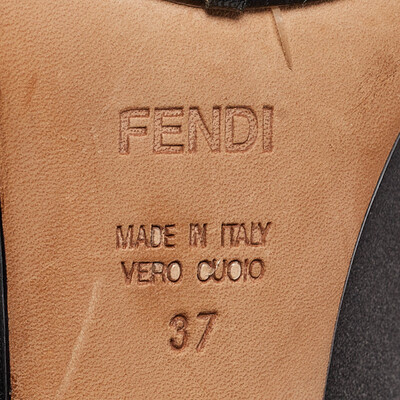 FENDI
MADE IN ITALY
VERO CUOIO
37